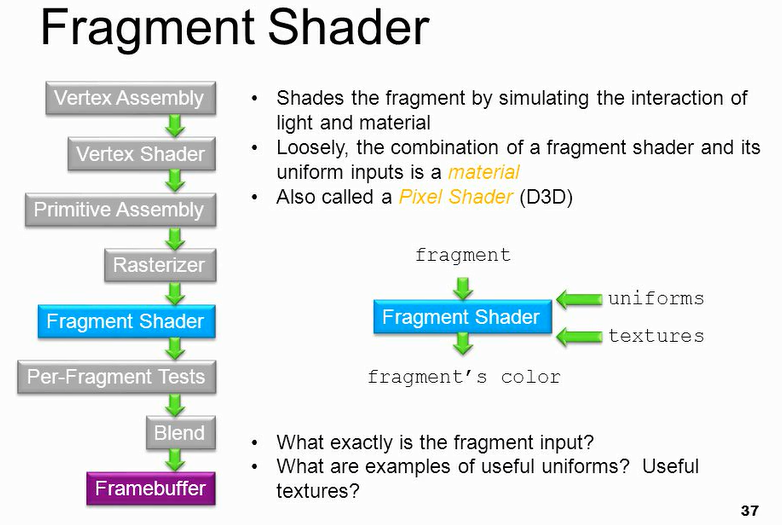 Fragment Shader
Vertex Assembly
Vertex Shader
Primitive Assembly
Rasterizer
Fragment Shader
Per-Fragment Tests
Blend
Framebuffer
• Shades the fragment by simulating the interaction of
light and material
• Loosely, the combination of a fragment shader and its
uniform inputs is a material
• Also called a Pixel Shader (D3D)
fragment
Fragment Shader
uniforms
textures
fragment's color
• What exactly is the fragment input?
• What are examples of useful uniforms? Useful
textures?
37